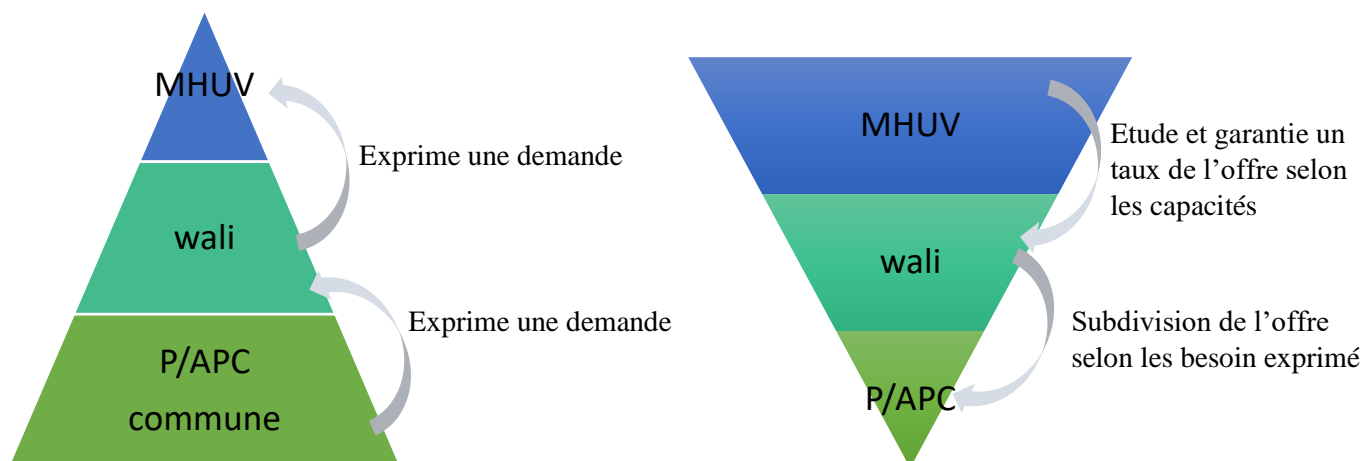 MHUV
Exprime une demande
wali
Exprime une demande
P/APC
commune
MHUV
Etude et garantie un
taux de l’offre selon
les capacités
wali
Subdivision de l’offre
selon les besoin exprimé
P/APC